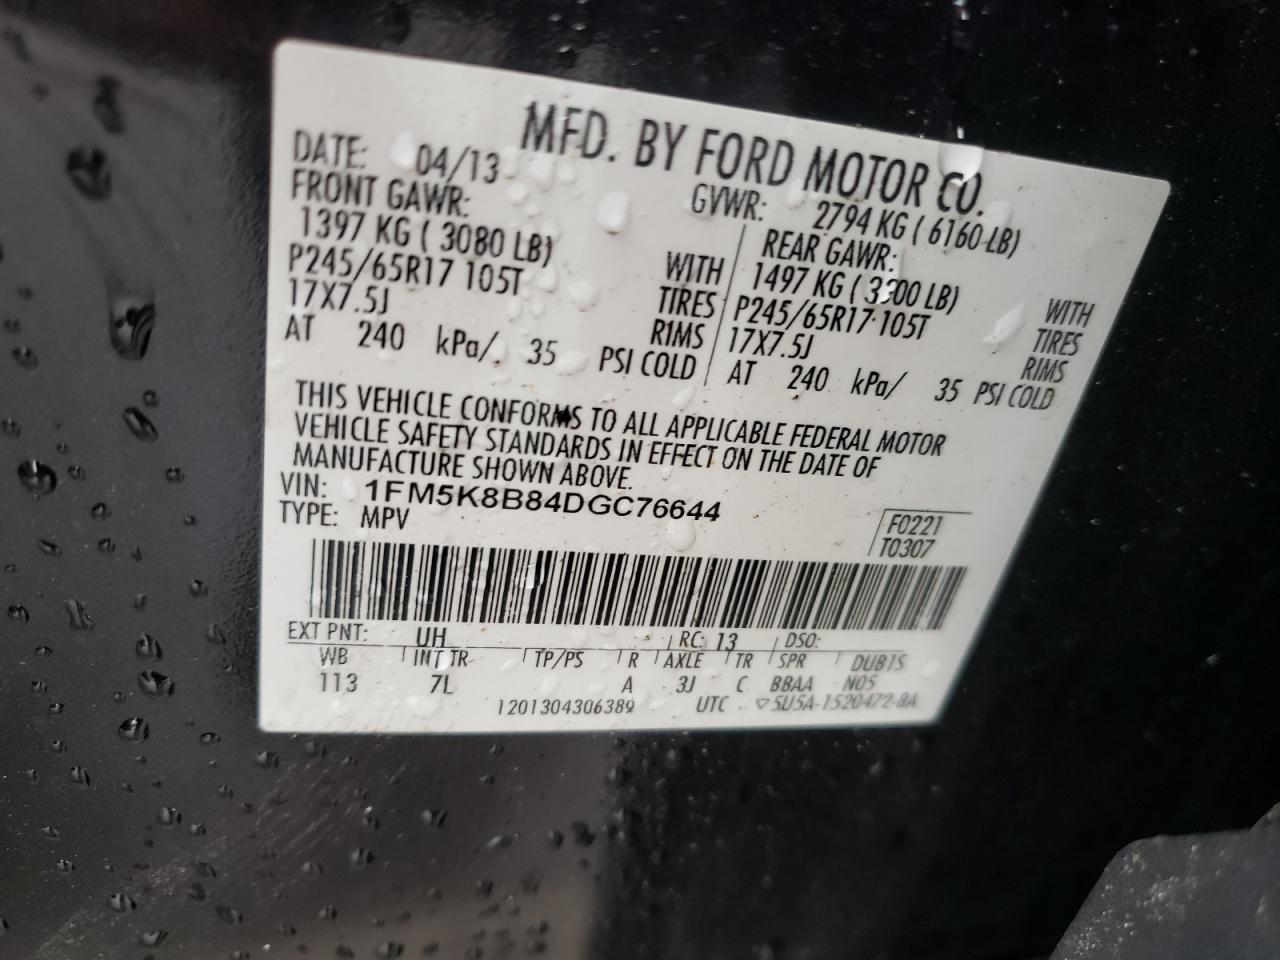 MFD. BY FORD MOTOR CO.
DATE: 04/13 GVWR: 2794 KG ( 6160 LB)
FRONT GAWR: REAR GAWR:
1397 KG ( 3080 LB) WITH 1497 KG ( 3300 LB) WITH
P245/65R17 105T TIRES P245/65R17 105T TIRES
17X7.5J RIMS 17X7.5J RIMS
AT 240 kPa/ 35 PSI COLD AT 240 kPa/ 35 PSI COLD
THIS VEHICLE CONFORMS TO ALL APPLICABLE FEDERAL MOTOR
VEHICLE SAFETY STANDARDS IN EFFECT ON THE DATE OF
MANUFACTURE SHOWN ABOVE.
VIN: 1FM5K8B84DGC76644
TYPE: MPV
F0221
T0307
EXT PNT: UH RC: 13 DSO:
WB INT TR TP/PS R AXLE TR SPR DUB1S
113 7L A 3J C BBAA N05
1201304306389 UTC ▽5U5A-1520472-BA